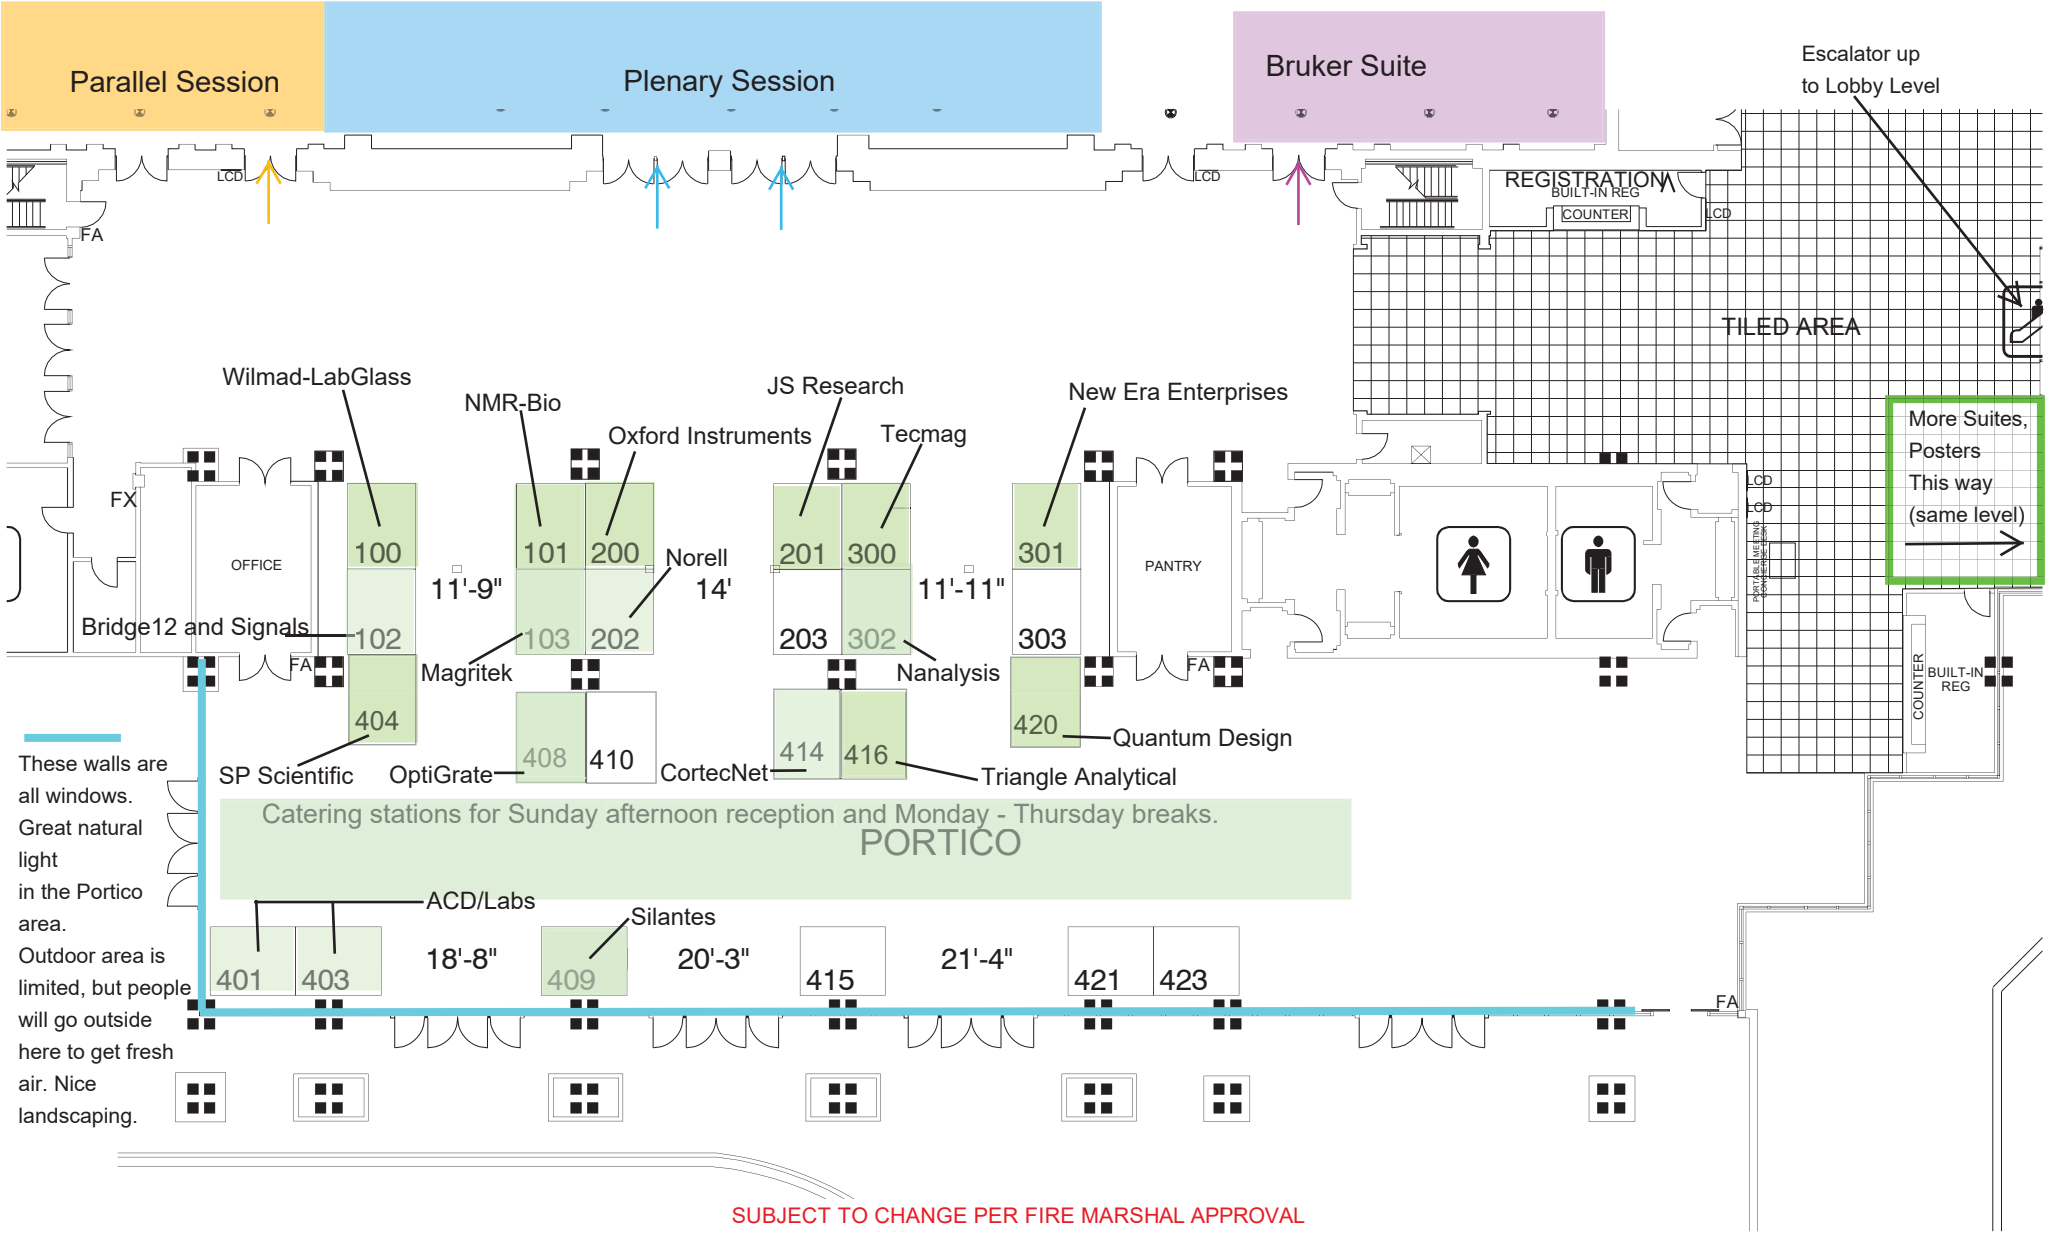 Parallel Session
Plenary Session
Bruker Suite
Escalator up
to Lobby Level
LCD
LCD
REGISTRATION
BUILT-IN REG
COUNTER
LCD
FA
TILED AREA
Wilmad-LabGlass
NMR-Bio
Oxford Instruments
JS Research
Tecmag
New Era Enterprises
More Suites,
Posters
This way
(same level)
FX
OFFICE
100
101
200
201
300
301
PANTRY
LCD
LCD
PORTABLE MEETING
CONCIERGE DESK
11'-9"
Norell
14'
11'-11"
Bridge12 and Signals
102
103
202
203
302
303
FA
Magritek
Nanalysis
FA
COUNTER
BUILT-IN
REG
404
408
410
414
416
420
Quantum Design
SP Scientific
OptiGrate
CortecNet
Triangle Analytical
These walls are
all windows.
Great natural
light
in the Portico
area.
Outdoor area is
limited, but people
will go outside
here to get fresh
air. Nice
landscaping.
Catering stations for Sunday afternoon reception and Monday - Thursday breaks.
PORTICO
ACD/Labs
Silantes
401
403
18'-8"
409
20'-3"
415
21'-4"
421
423
FA
SUBJECT TO CHANGE PER FIRE MARSHAL APPROVAL